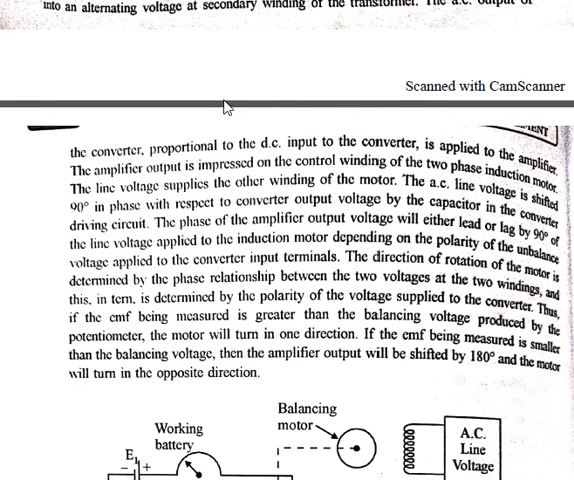 into an alternating voltage at secondary winding of the transformer. The a.c. output of
Scanned with CamScanner
the converter, proportional to the d.c. input to the converter, is applied to the amplifier.
The amplifier output is impressed on the control winding of the two phase induction motor.
The line voltage supplies the other winding of the motor. The a.c. line voltage is shifted
90° in phase with respect to converter output voltage by the capacitor in the converter
driving circuit. The phase of the amplifier output voltage will either lead or lag by 90° of
the line voltage applied to the induction motor depending on the polarity of the unbalance
voltage applied to the converter input terminals. The direction of rotation of the motor is
determined by the phase relationship between the two voltages at the two windings, and
this, in tern, is determined by the polarity of the voltage supplied to the converter. Thus,
if the emf being measured is greater than the balancing voltage produced by the
potentiometer, the motor will turn in one direction. If the emf being measured is smaller
than the balancing voltage, then the amplifier output will be shifted by 180° and the motor
will turn in the opposite direction.
Balancing
motor
Working
battery
E₁
− +
A.C.
Line
Voltage